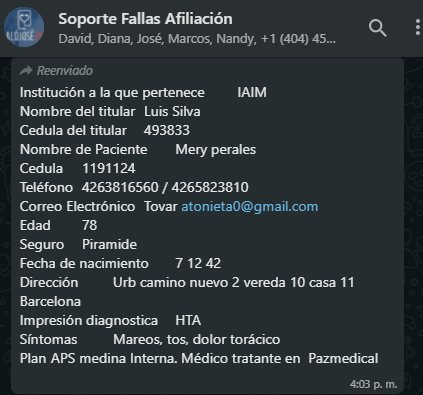 Soporte Fallas Afiliación
David, Diana, José, Marcos, Nandy, +1 (404) 45...
Reenviado
Institución a la que pertenece IAIM
Nombre del titular Luis Silva
Cedula del titular 493833
Nombre de Paciente Mery perales
Cedula 1191124
Teléfono 4263816560 / 4265823810
Correo Electrónico Tovar atonieta0@gmail.com
Edad 78
Seguro Piramide
Fecha de nacimiento 7 12 42
Dirección Urb camino nuevo 2 vereda 10 casa 11
Barcelona
Impresión diagnostica HTA
Síntomas Mareos, tos, dolor torácico
Plan APS medina Interna. Médico tratante en Pazmedical
4:03 p. m.